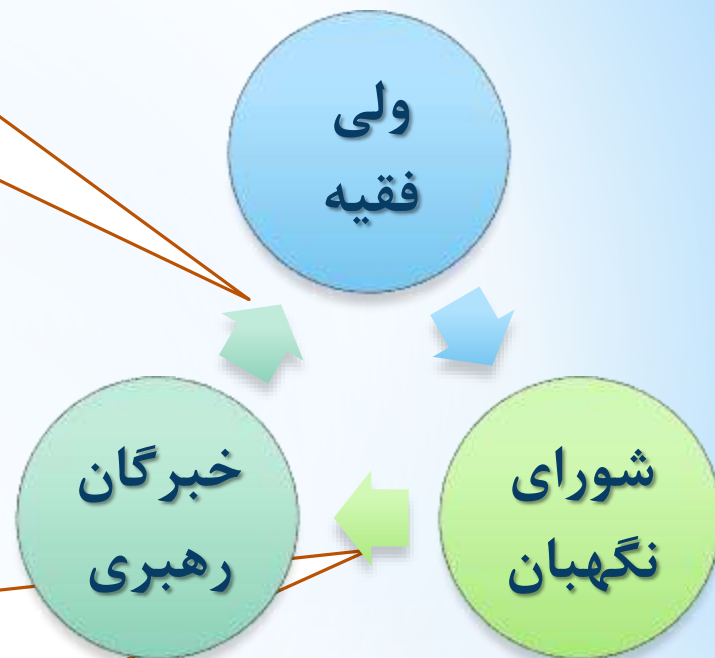 ولی
فقیه
شورای
نگهبان
خبرگان
رهبری